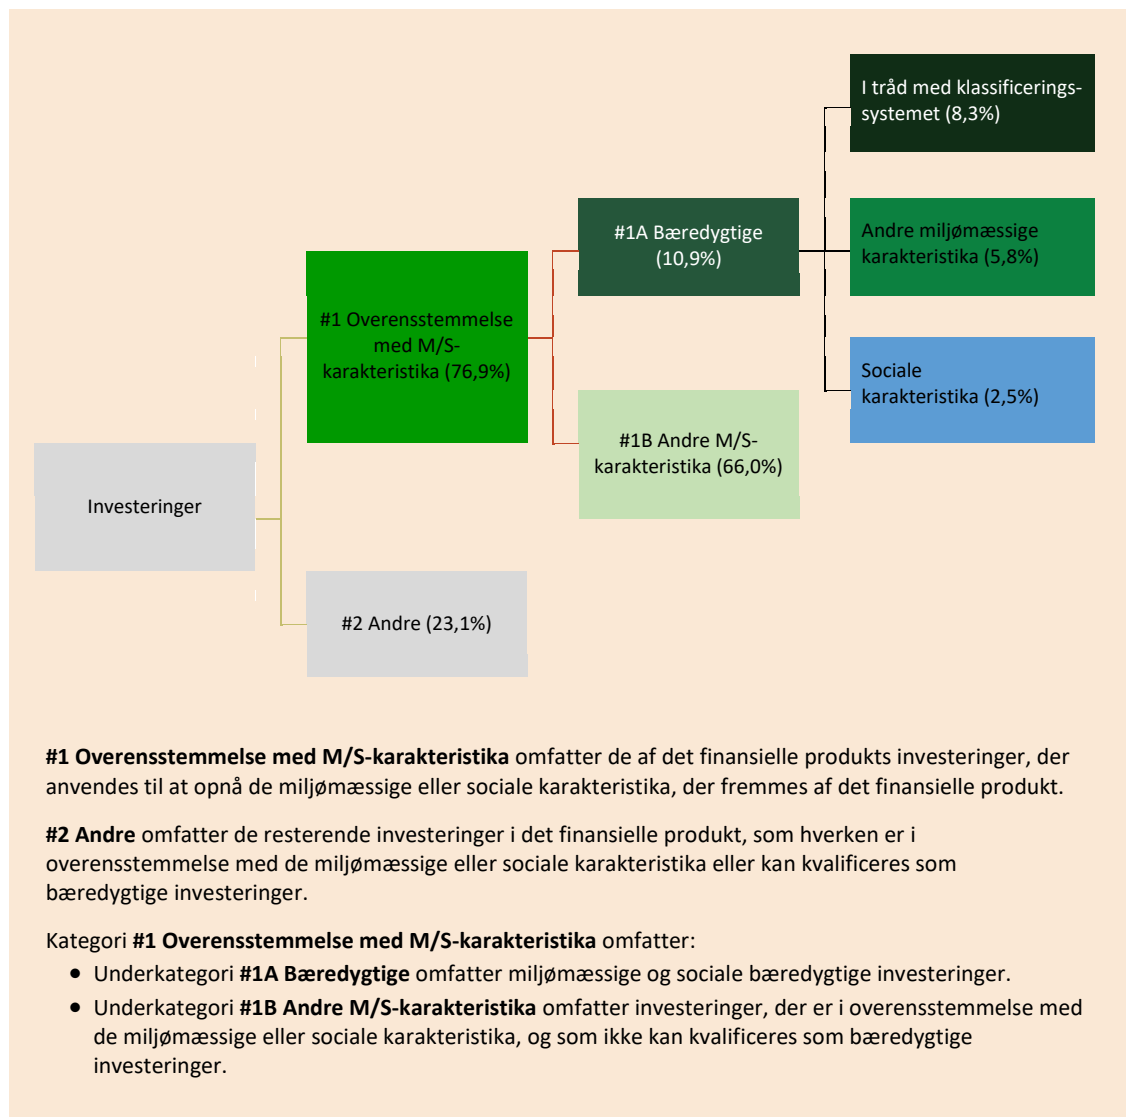 I tråd med klassificerings-
systemet (8,3%)
#1A Bæredygtige
(10,9%)
Andre miljømæssige
karakteristika (5,8%)
#1 Overensstemmelse
med M/S-
karakteristika (76,9%)
Sociale
karakteristika (2,5%)
#1B Andre M/S-
karakteristika (66,0%)
Investeringer
#2 Andre (23,1%)
#1 Overensstemmelse med M/S-karakteristika omfatter de af det finansielle produkts investeringer, der
anvendes til at opnå de miljømæssige eller sociale karakteristika, der fremmes af det finansielle produkt.
#2 Andre omfatter de resterende investeringer i det finansielle produkt, som hverken er i
overensstemmelse med de miljømæssige eller sociale karakteristika eller kan kvalificeres som
bæredygtige investeringer.
Kategori #1 Overensstemmelse med M/S-karakteristika omfatter:
● Underkategori #1A Bæredygtige omfatter miljømæssige og sociale bæredygtige investeringer.
● Underkategori #1B Andre M/S-karakteristika omfatter investeringer, der er i overensstemmelse med
de miljømæssige eller sociale karakteristika, og som ikke kan kvalificeres som bæredygtige
investeringer.